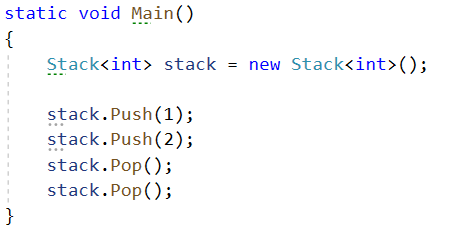 static void Main()
{
Stack<int> stack = new Stack<int>();
stack.Push(1);
stack.Push(2);
stack.Pop();
stack.Pop();
}